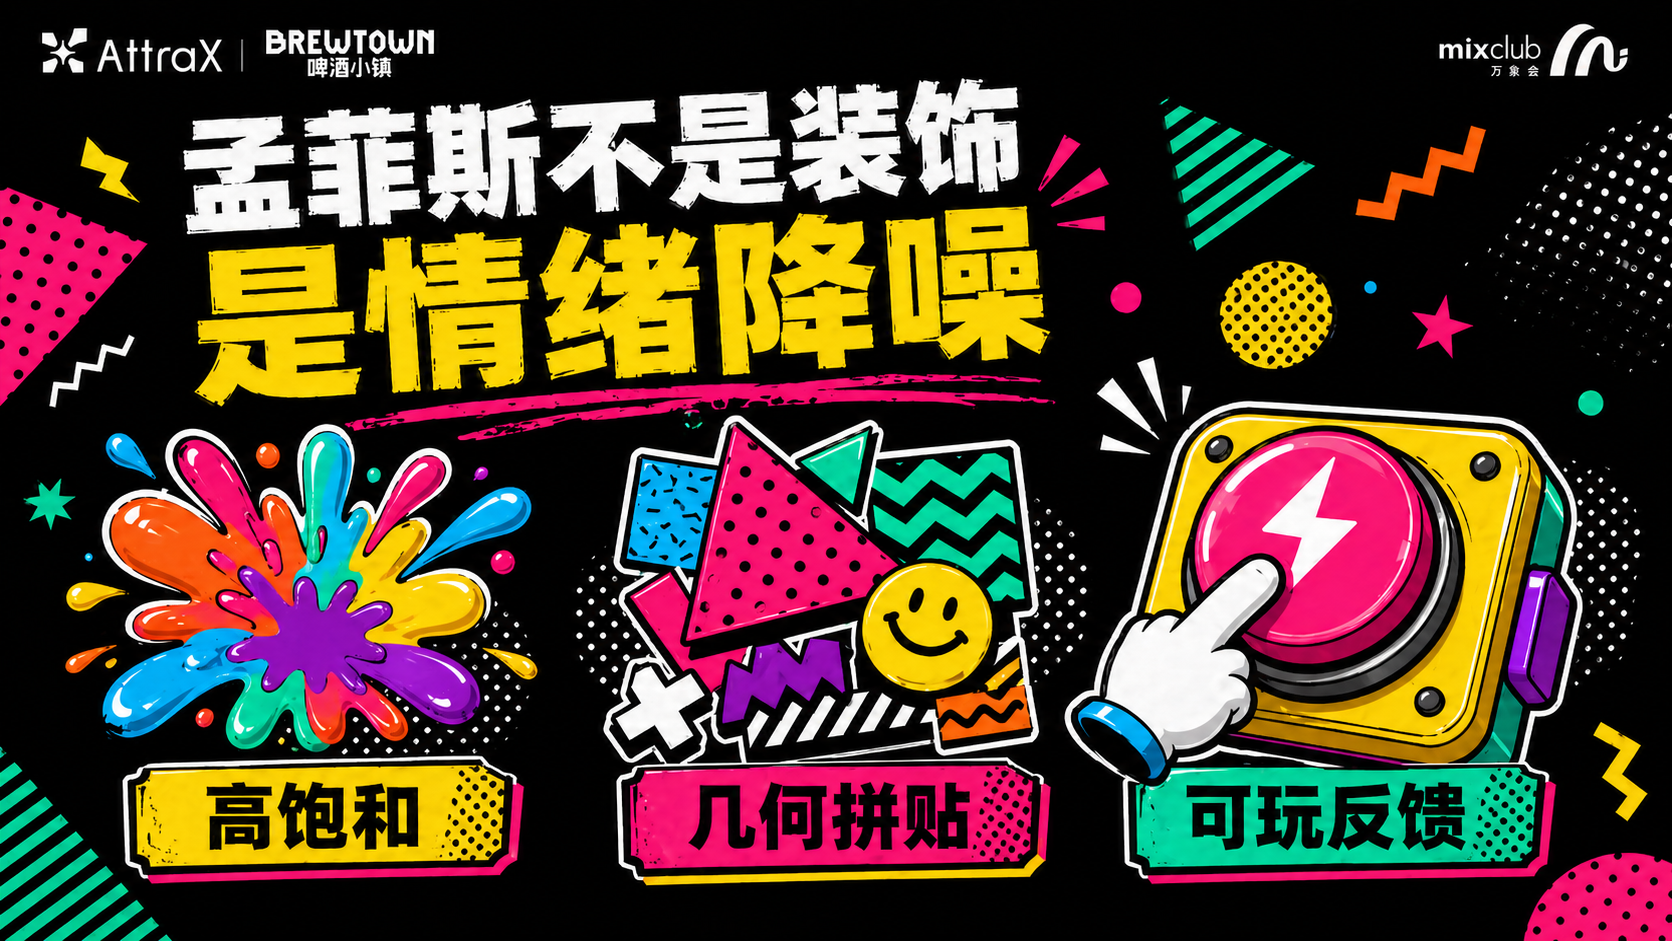 AttraX
BREWTOWN
啤酒小镇
mixclub
万象会
孟菲斯不是装饰
是情绪降噪
高饱和
几何拼贴
可玩反馈